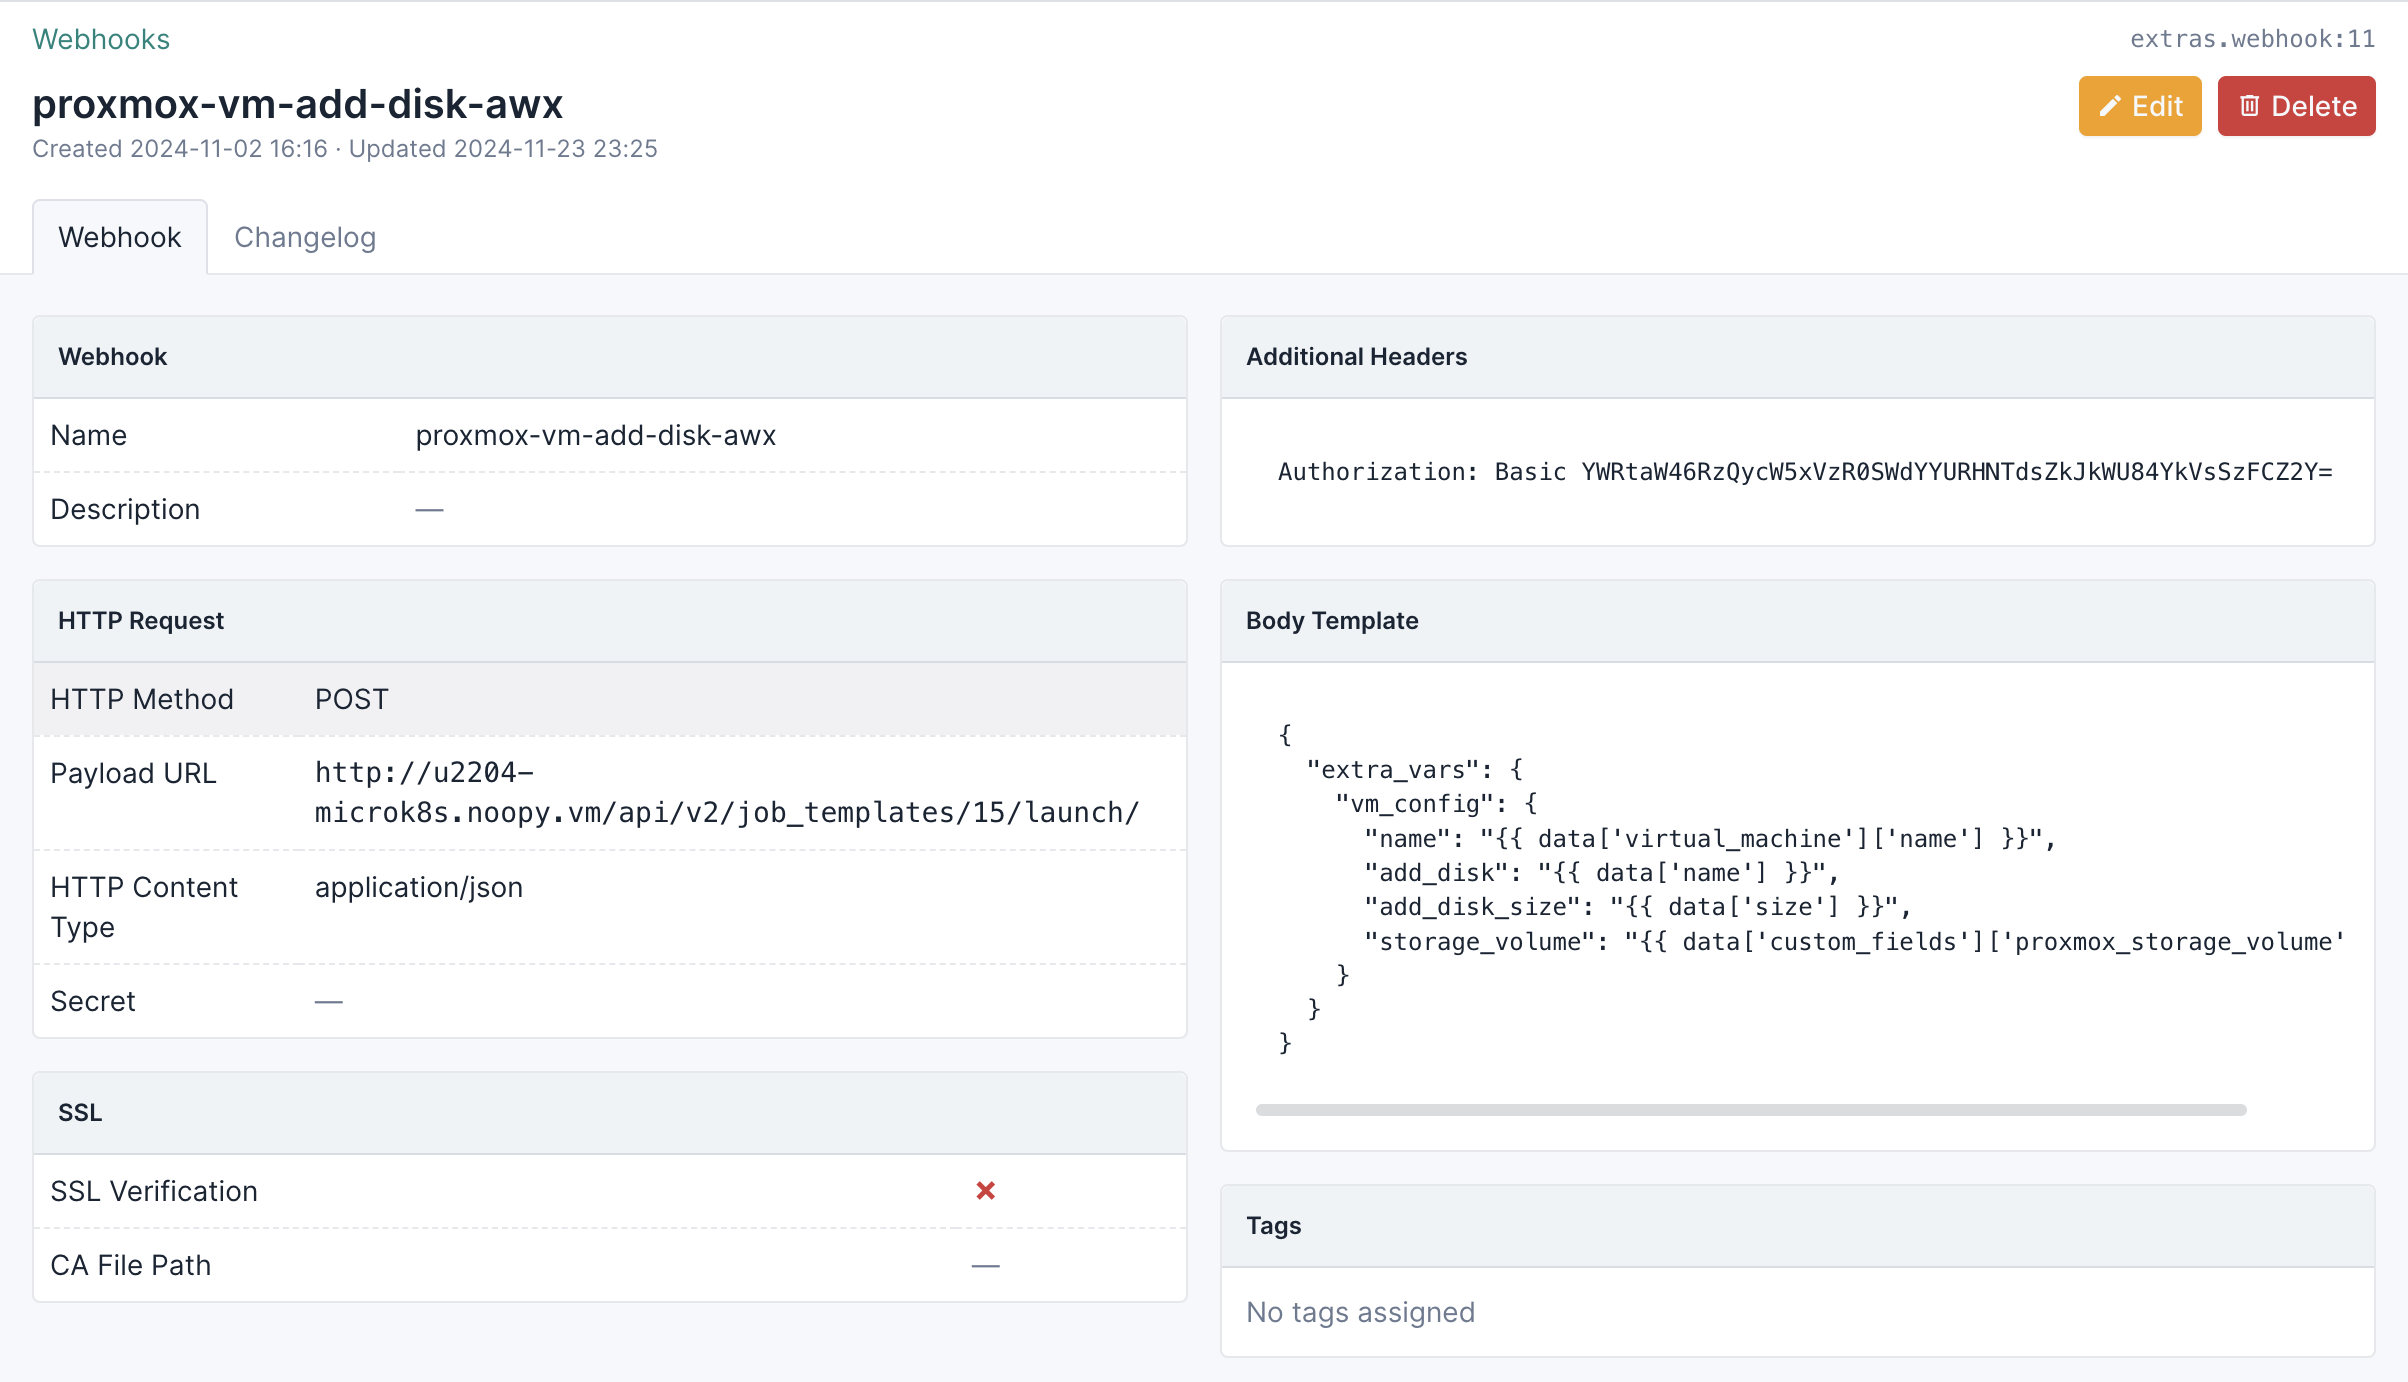 Webhooks
extras.webhook:11
proxmox-vm-add-disk-awx
Edit
Delete
Created 2024-11-02 16:16 · Updated 2024-11-23 23:25
Webhook
Changelog
Webhook
Name proxmox-vm-add-disk-awx
Description —
HTTP Request
HTTP Method POST
Payload URL http://u2204-
microk8s.noopy.vm/api/v2/job_templates/15/launch/
HTTP Content application/json
Type
Secret —
SSL
SSL Verification
CA File Path —
Additional Headers
Authorization: Basic YWRtaW46RzQycW5xVzR0SWdYYURHNTdsZkJkWU84YkVsSzFCZ2Y=
Body Template
{
  "extra_vars": {
    "vm_config": {
      "name": "{{ data['virtual_machine']['name'] }}",
      "add_disk": "{{ data['name'] }}",
      "add_disk_size": "{{ data['size'] }}",
      "storage_volume": "{{ data['custom_fields']['proxmox_storage_volume'
    }
  }
}
Tags
No tags assigned